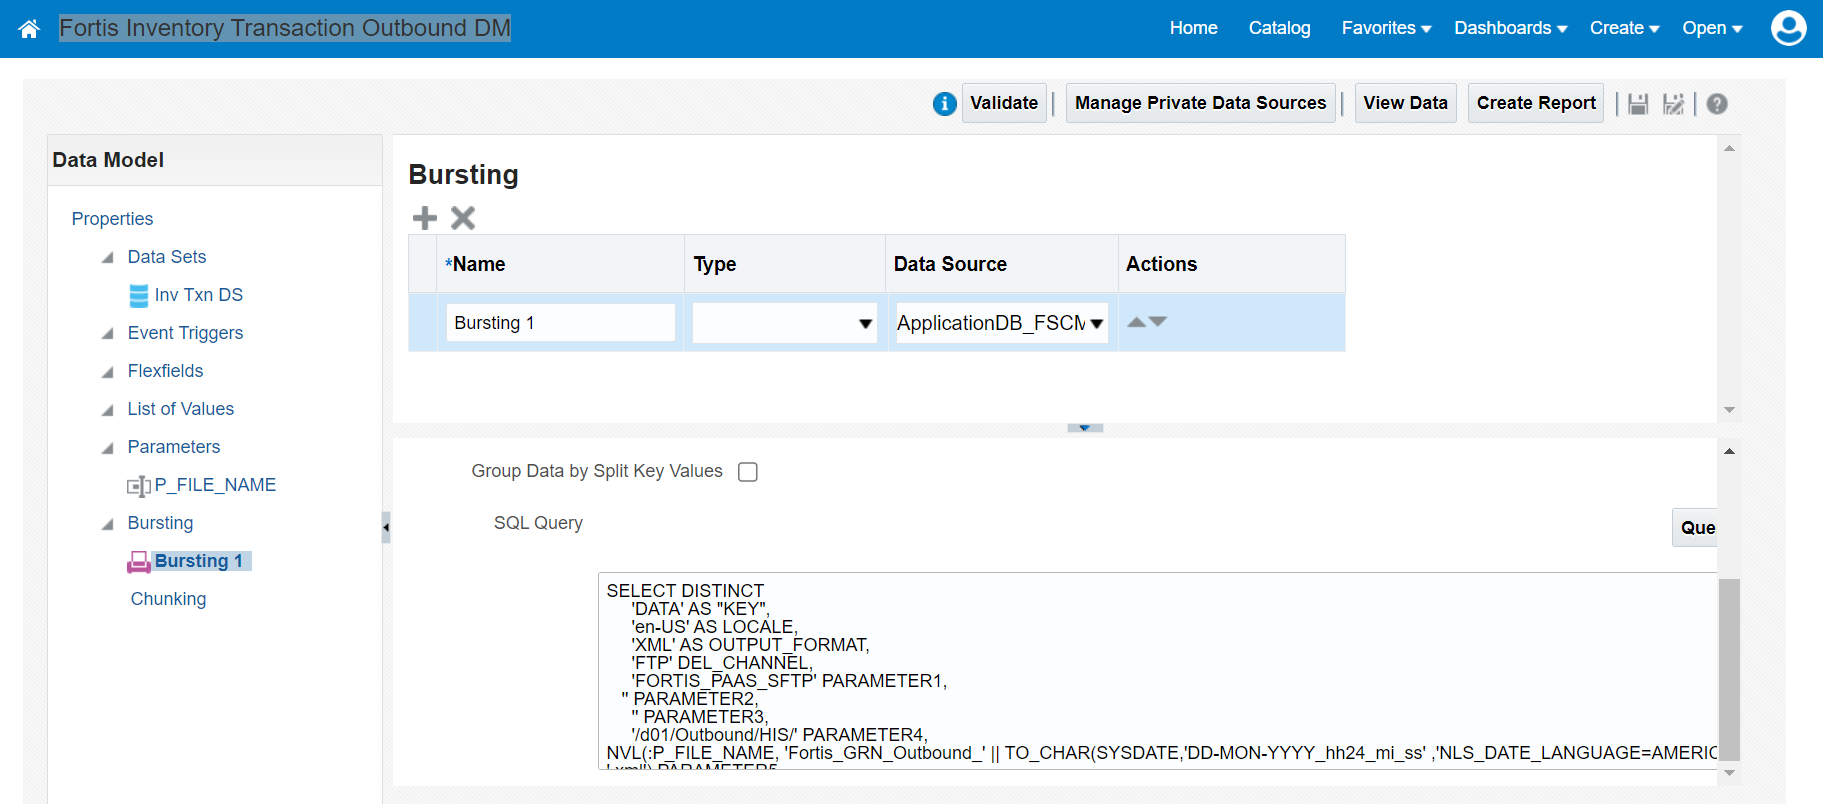 Fortis Inventory Transaction Outbound DM
Home Catalog Favorites Dashboards Create Open
Validate Manage Private Data Sources View Data Create Report
Data Model
Properties
Data Sets
Inv Txn DS
Event Triggers
Flexfields
List of Values
Parameters
P_FILE_NAME
Bursting
Bursting 1
Chunking
Bursting
*Name Type Data Source Actions
Bursting 1 ApplicationDB_FSCM
Group Data by Split Key Values
SQL Query
Que
SELECT DISTINCT
'DATA' AS "KEY",
'en-US' AS LOCALE,
'XML' AS OUTPUT_FORMAT,
'FTP' DEL_CHANNEL,
'FORTIS_PAAS_SFTP' PARAMETER1,
'' PARAMETER2,
'' PARAMETER3,
'/d01/Outbound/HIS/' PARAMETER4,
NVL(:P_FILE_NAME, 'Fortis_GRN_Outbound_' || TO_CHAR(SYSDATE,'DD-MON-YYYY_hh24_mi_ss' ,'NLS_DATE_LANGUAGE=AMERIC
'.xml') PARAMETER5